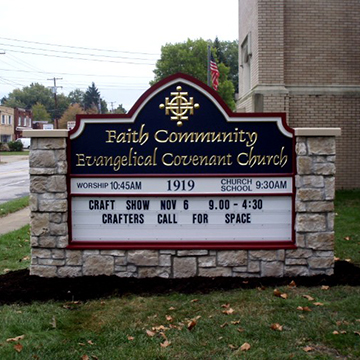 Faith Community
Evangelical Covenant Church
WORSHIP 10:45AM 1919 CHURCH SCHOOL 9:30AM
CRAFT SHOW NOV 6 9.00 - 4:30
CRAFTERS CALL FOR SPACE